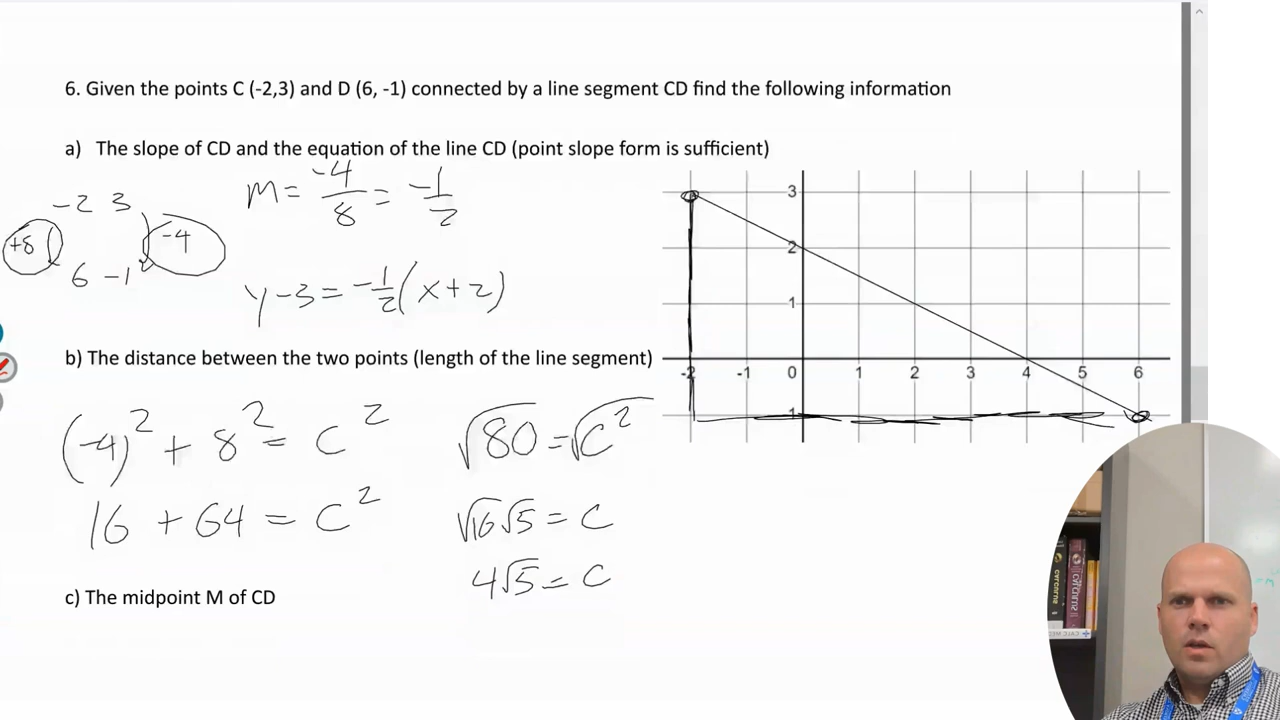 6. Given the points C (-2,3) and D (6, -1) connected by a line segment CD find the following information
a) The slope of CD and the equation of the line CD (point slope form is sufficient)
-2 3
+8 -4
6 -1
M = -4/8 = -1/2
y-3 = -1/2(x+2)
3
2
1
-2 -1 0 1 2 3 4 5 6
b) The distance between the two points (length of the line segment)
(-4)² + 8² = c²
16 + 64 = c²
√80 = √c²
√16√5 = c
4√5 = c
c) The midpoint M of CD
CALCULUS